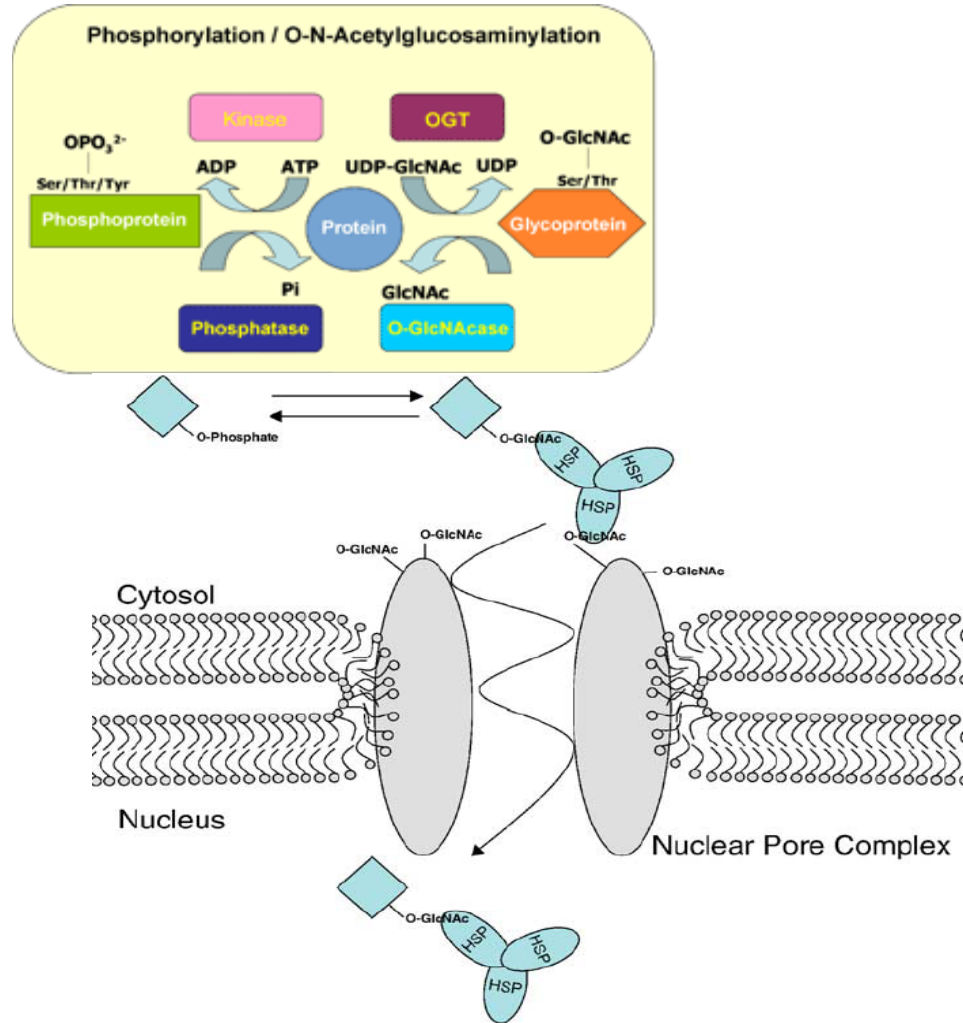 Phosphorylation / O-N-Acetylglucosaminylation
Kinase
OGT
OPO₃²⁻
O-GlcNAc
ADP
ATP
UDP-GlcNAc
UDP
Ser/Thr/Tyr
Ser/Thr
Phosphoprotein
Protein
Glycoprotein
Pi
GlcNAc
Phosphatase
O-GlcNAcase
O-Phosphate
O-GlcNAc
HSP
HSP
HSP
O-GlcNAc
O-GlcNAc
O-GlcNAc
O-GlcNAc
Cytosol
Nucleus
Nuclear Pore Complex
O-GlcNAc
HSP
HSP
HSP